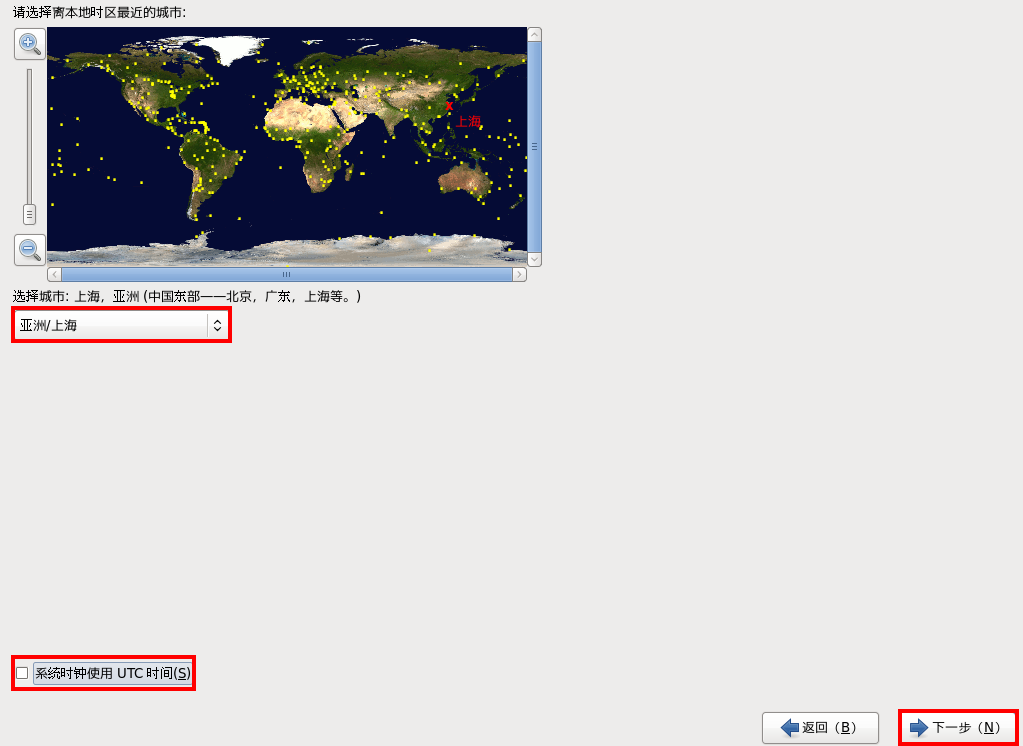 请选择离本地时区最近的城市:
上海
选择城市: 上海，亚洲 (中国东部——北京，广东，上海等。)
亚洲/上海
系统时钟使用 UTC 时间(S)
返回（B）
下一步（N）